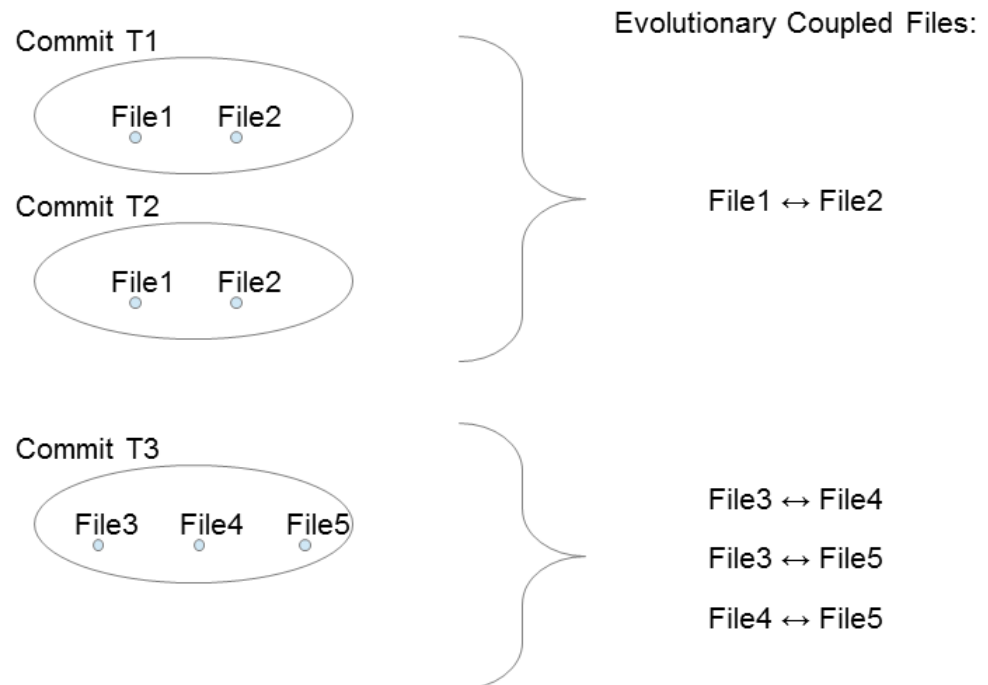 Evolutionary Coupled Files:
Commit T1
File1 File2
Commit T2
File1 File2
File1 ↔ File2
Commit T3
File3 File4 File5
File3 ↔ File4
File3 ↔ File5
File4 ↔ File5